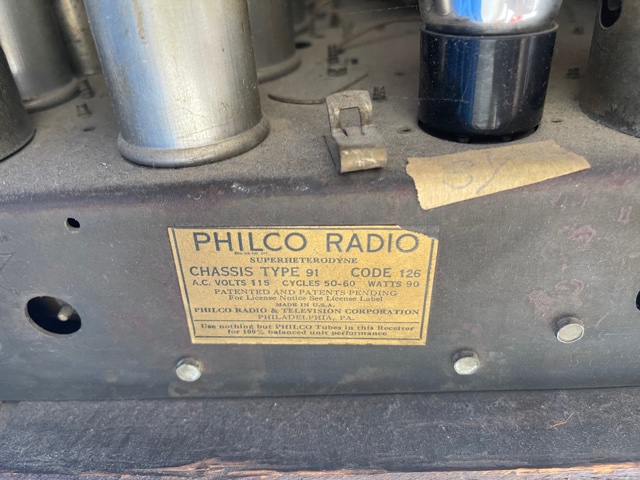 PHILCO RADIO
SUPERHETERODYNE
CHASSIS TYPE 91 CODE 126
A.C. VOLTS 115 CYCLES 50-60 WATTS 90
PATENTED AND PATENTS PENDING
For License Notice See License Label
MADE IN U.S.A.
PHILCO RADIO & TELEVISION CORPORATION
PHILADELPHIA, PA.
Use nothing but PHILCO Tubes in this Receiver
for 100% balanced unit performance